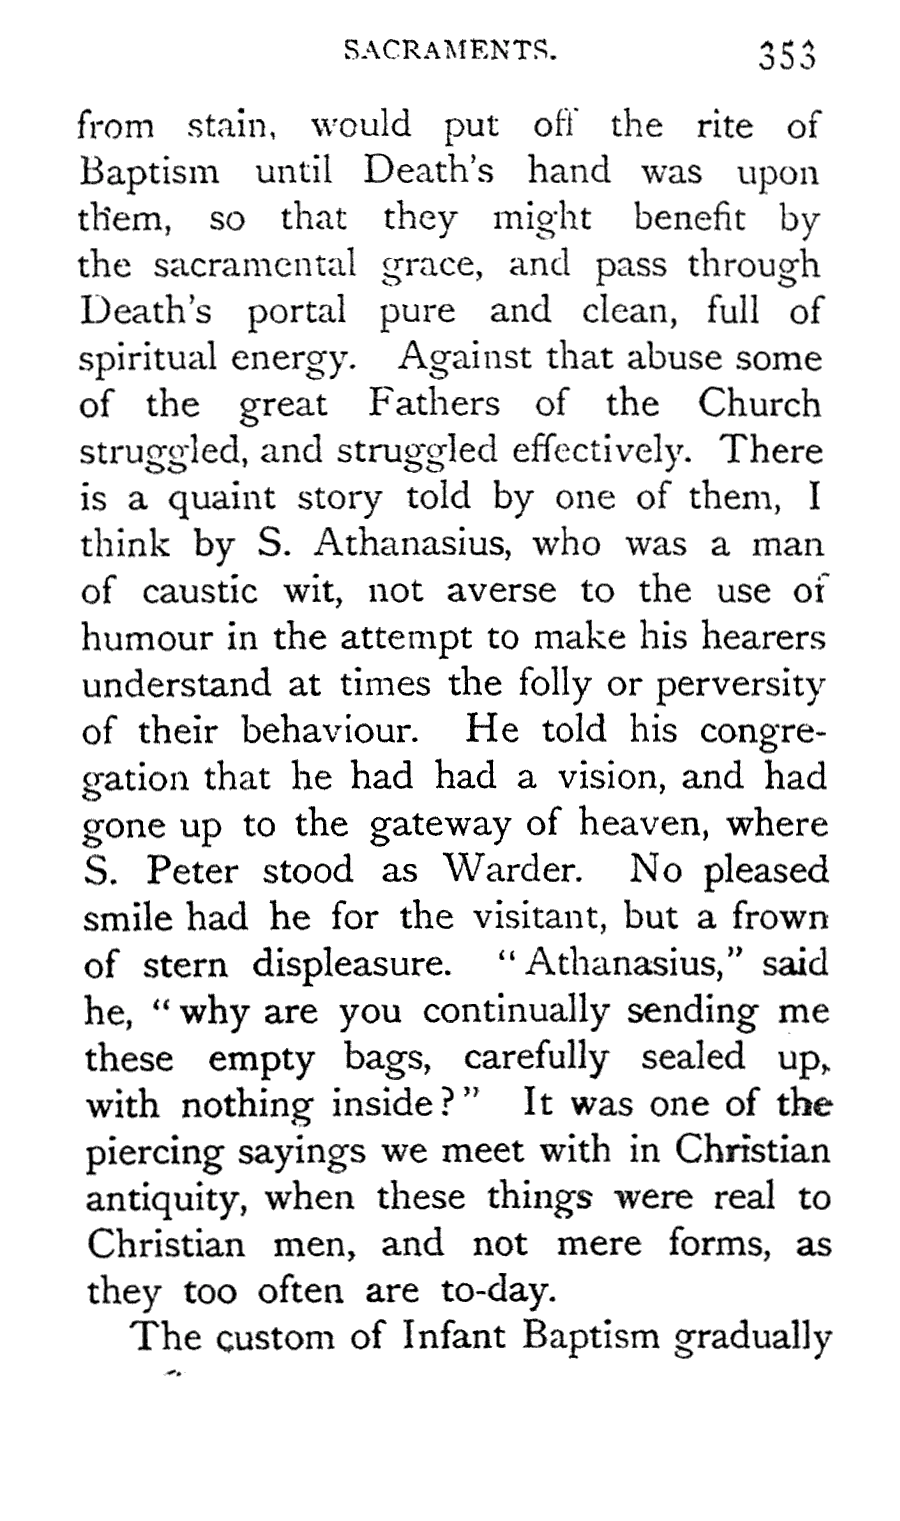 SACRAMENTS. 353
from stain, would put off the rite of
Baptism until Death's hand was upon
them, so that they might benefit by
the sacramental grace, and pass through
Death's portal pure and clean, full of
spiritual energy. Against that abuse some
of the great Fathers of the Church
struggled, and struggled effectively. There
is a quaint story told by one of them, I
think by S. Athanasius, who was a man
of caustic wit, not averse to the use of
humour in the attempt to make his hearers
understand at times the folly or perversity
of their behaviour. He told his congre-
gation that he had had a vision, and had
gone up to the gateway of heaven, where
S. Peter stood as Warder. No pleased
smile had he for the visitant, but a frown
of stern displeasure. “Athanasius,” said
he, “why are you continually sending me
these empty bags, carefully sealed up,
with nothing inside?” It was one of the
piercing sayings we meet with in Christian
antiquity, when these things were real to
Christian men, and not mere forms, as
they too often are to-day.
The custom of Infant Baptism gradually